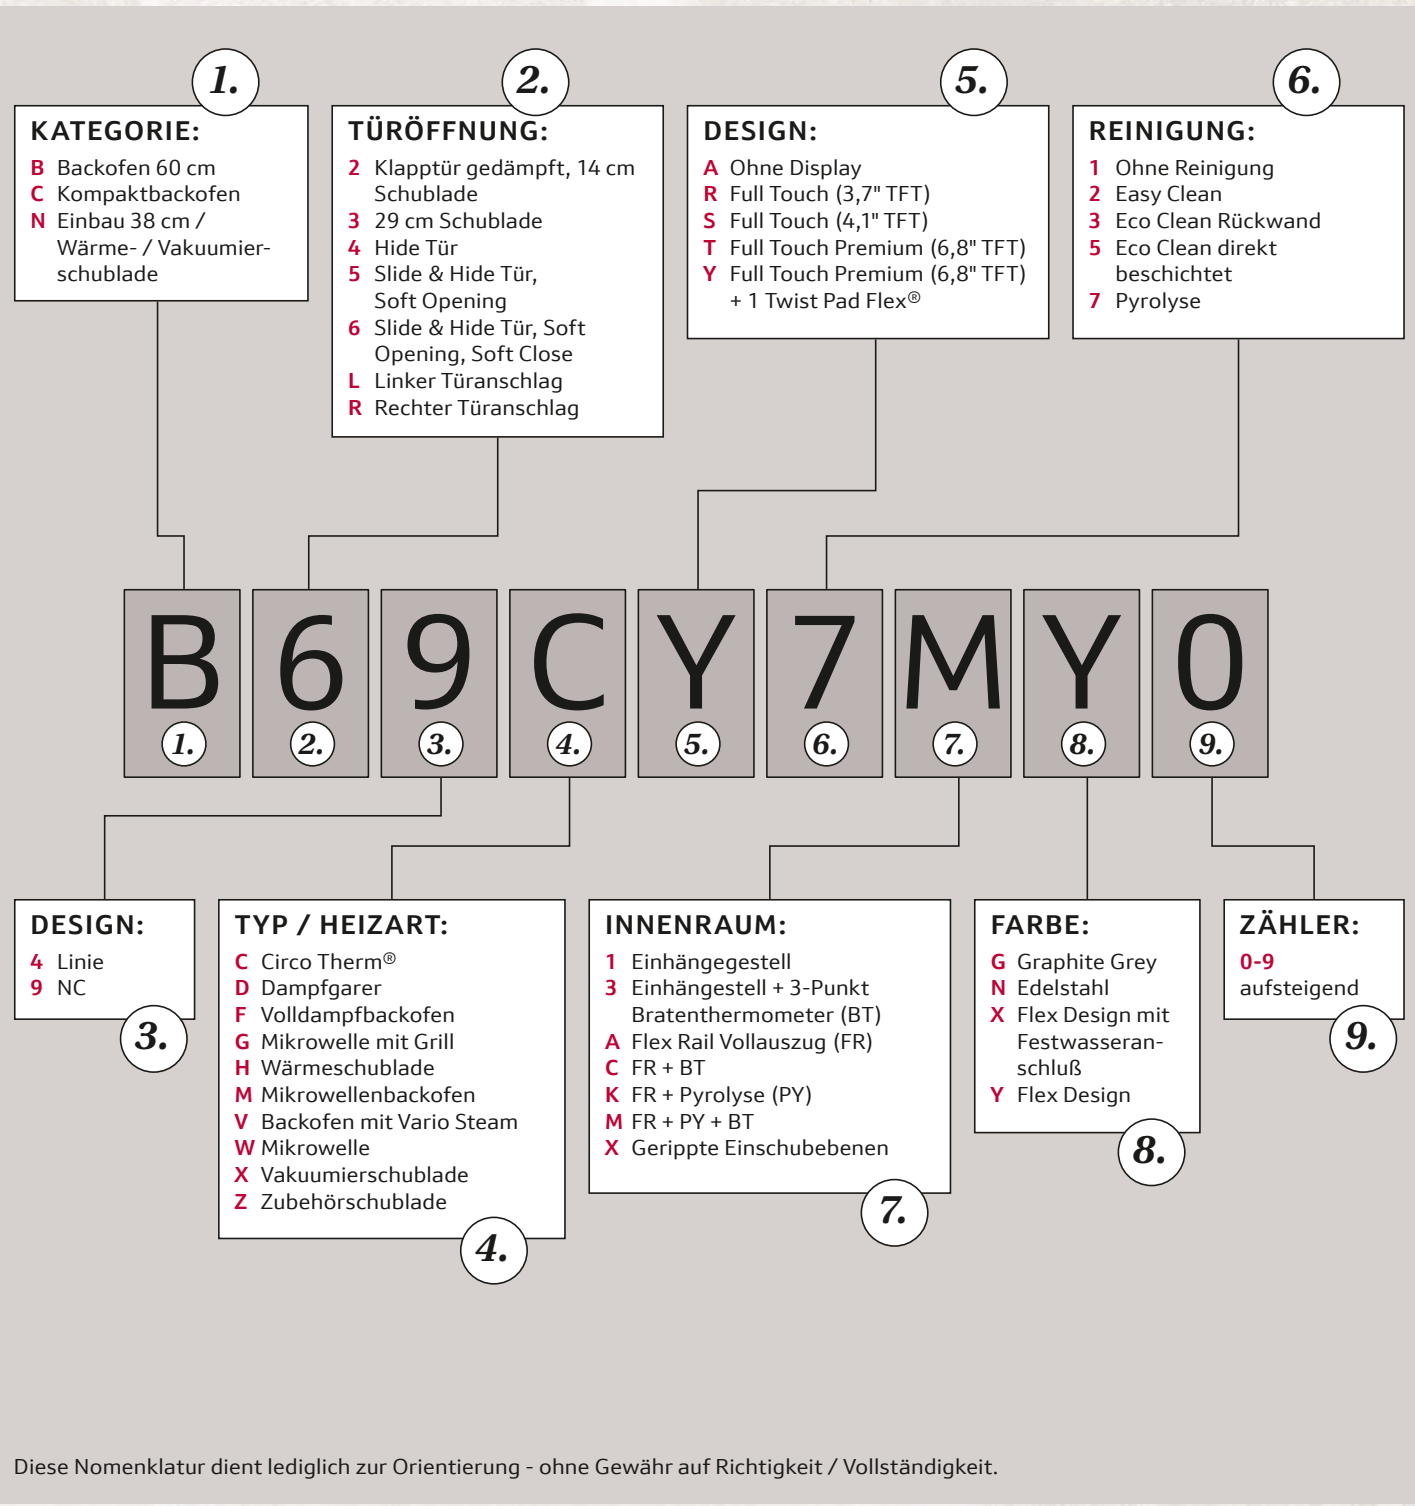 1.
KATEGORIE:
B Backofen 60 cm
C Kompaktbackofen
N Einbau 38 cm /
Wärme- / Vakuumier-
schublade
2.
TÜRÖFFNUNG:
2 Klapptür gedämpft, 14 cm
Schublade
3 29 cm Schublade
4 Hide Tür
5 Slide & Hide Tür,
Soft Opening
6 Slide & Hide Tür, Soft
Opening, Soft Close
L Linker Türanschlag
R Rechter Türanschlag
5.
DESIGN:
A Ohne Display
R Full Touch (3,7" TFT)
S Full Touch (4,1" TFT)
T Full Touch Premium (6,8" TFT)
Y Full Touch Premium (6,8" TFT)
+ 1 Twist Pad Flex®
6.
REINIGUNG:
1 Ohne Reinigung
2 Easy Clean
3 Eco Clean Rückwand
5 Eco Clean direkt
beschichtet
7 Pyrolyse
B 6 9 C Y 7 M Y 0
1. 2. 3. 4. 5. 6. 7. 8. 9.
DESIGN:
4 Linie
9 NC
3.
TYP / HEIZART:
C Circo Therm®
D Dampfgarer
F Volldampfbackofen
G Mikrowelle mit Grill
H Wärmeschublade
M Mikrowellenbackofen
V Backofen mit Vario Steam
W Mikrowelle
X Vakuumierschublade
Z Zubehörschublade
4.
INNENRAUM:
1 Einhängegestell
3 Einhängestell + 3-Punkt
Bratenthermometer (BT)
A Flex Rail Vollauszug (FR)
C FR + BT
K FR + Pyrolyse (PY)
M FR + PY + BT
X Gerippte Einschubebenen
7.
FARBE:
G Graphite Grey
N Edelstahl
X Flex Design mit
Festwasseran-
schluß
Y Flex Design
8.
ZÄHLER:
0-9
aufsteigend
9.
Diese Nomenklatur dient lediglich zur Orientierung - ohne Gewähr auf Richtigkeit / Vollständigkeit.